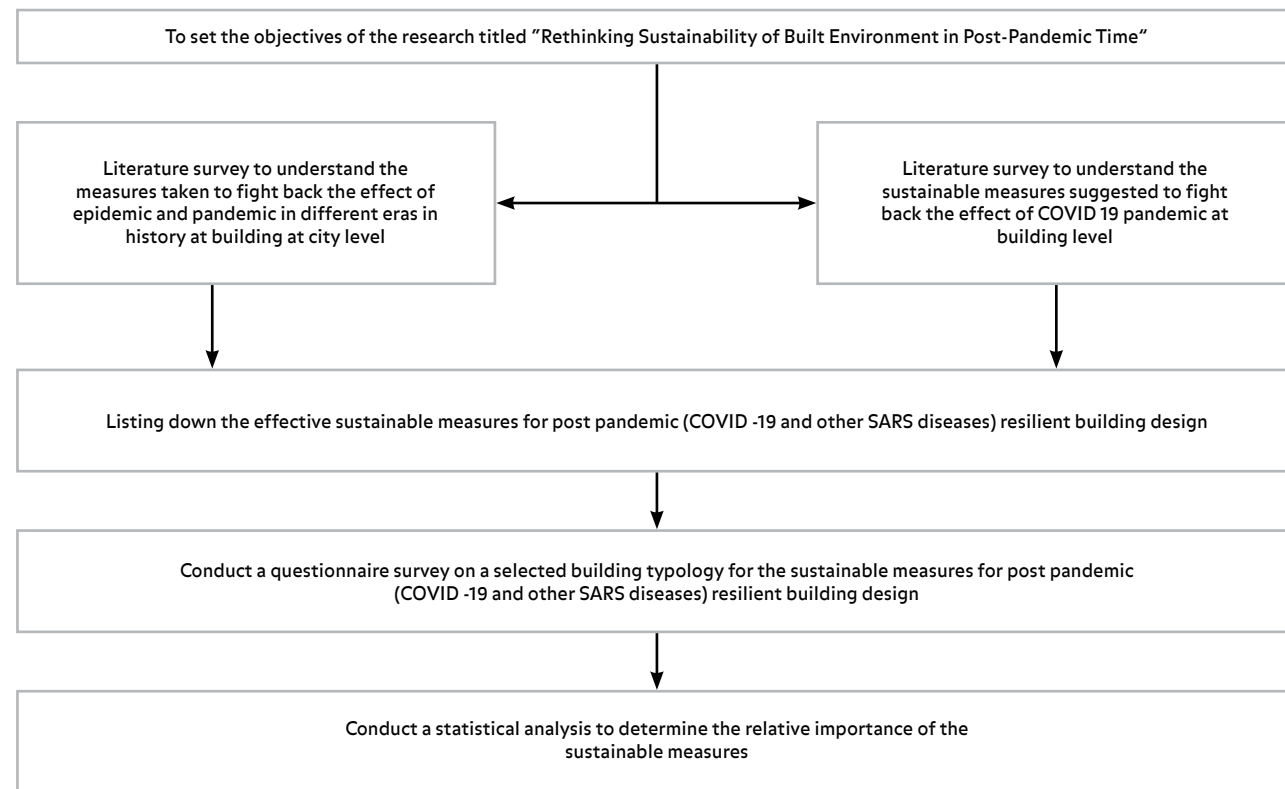 To set the objectives of the research titled ”Rethinking Sustainability of Built Environment in Post-Pandemic Time“
Literature survey to understand the
measures taken to fight back the effect of
epidemic and pandemic in different eras in
history at building at city level
Literature survey to understand the
sustainable measures suggested to fight
back the effect of COVID 19 pandemic at
building level
Listing down the effective sustainable measures for post pandemic (COVID -19 and other SARS diseases) resilient building design
Conduct a questionnaire survey on a selected building typology for the sustainable measures for post pandemic
(COVID -19 and other SARS diseases) resilient building design
Conduct a statistical analysis to determine the relative importance of the
sustainable measures